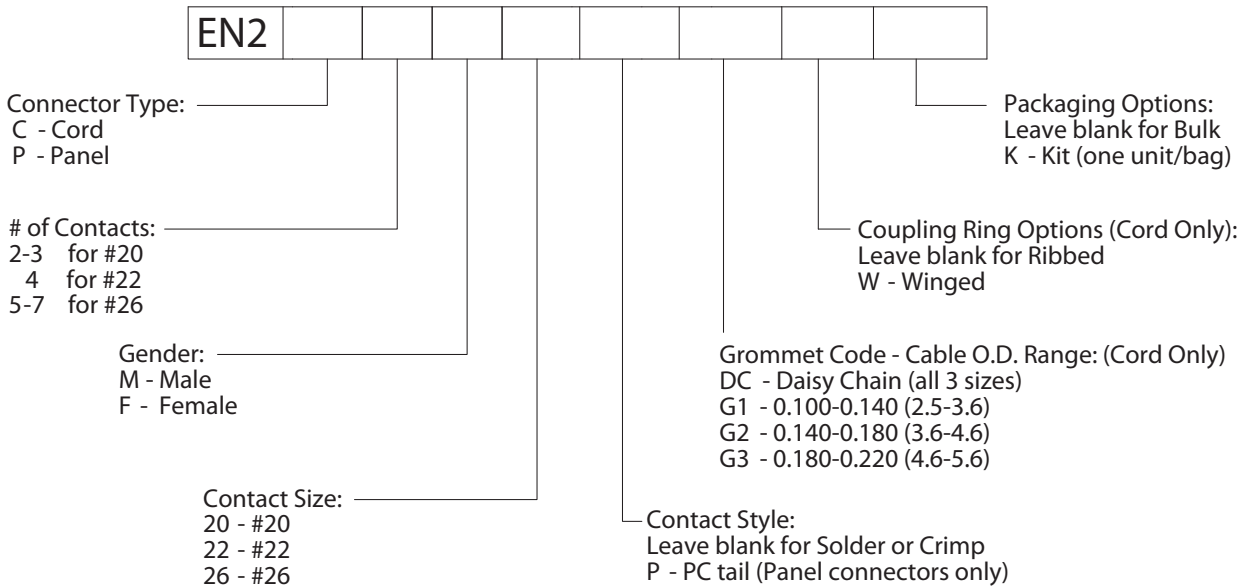 EN2
Connector Type:
C - Cord
P - Panel
# of Contacts:
2-3 for #20
4 for #22
5-7 for #26
Gender:
M - Male
F - Female
Contact Size:
20 - #20
22 - #22
26 - #26
Packaging Options:
Leave blank for Bulk
K - Kit (one unit/bag)
Coupling Ring Options (Cord Only):
Leave blank for Ribbed
W - Winged
Grommet Code - Cable O.D. Range: (Cord Only)
DC - Daisy Chain (all 3 sizes)
G1 - 0.100-0.140 (2.5-3.6)
G2 - 0.140-0.180 (3.6-4.6)
G3 - 0.180-0.220 (4.6-5.6)
Contact Style:
Leave blank for Solder or Crimp
P - PC tail (Panel connectors only)